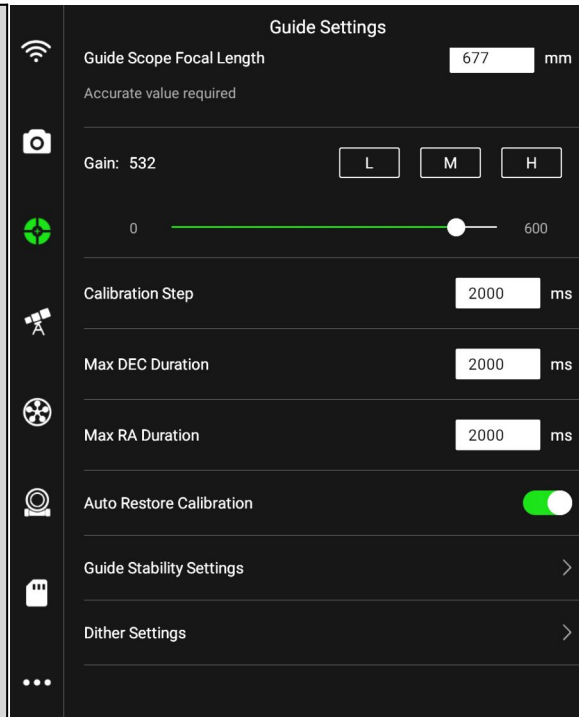 Guide Settings
Guide Scope Focal Length 677 mm
Accurate value required
Gain: 532 L M H
0 600
Calibration Step 2000 ms
Max DEC Duration 2000 ms
Max RA Duration 2000 ms
Auto Restore Calibration
Guide Stability Settings
Dither Settings